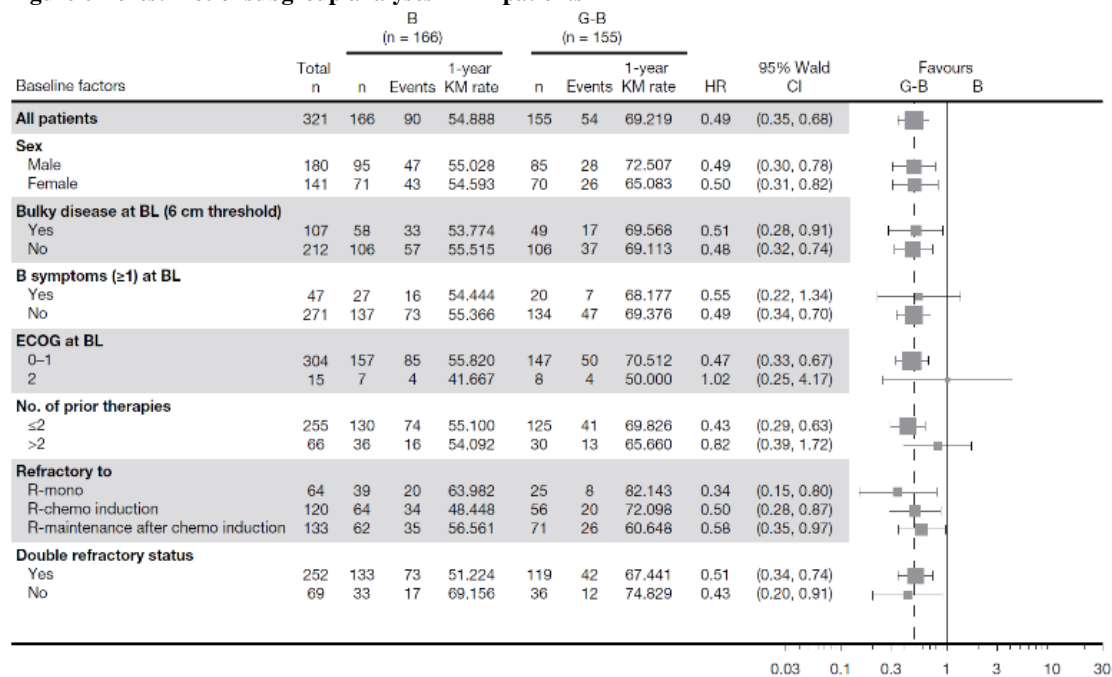 B G-B
(n = 166) (n = 155)
Total 1-year 1-year 95% Wald Favours
Baseline factors n n Events KM rate n Events KM rate HR CI G-B B
All patients 321 166 90 54.888 155 54 69.219 0.49 (0.35, 0.68)
Sex
Male 180 95 47 55.028 85 28 72.507 0.49 (0.30, 0.78)
Female 141 71 43 54.593 70 26 65.083 0.50 (0.31, 0.82)
Bulky disease at BL (6 cm threshold)
Yes 107 58 33 53.774 49 17 69.568 0.51 (0.28, 0.91)
No 212 106 57 55.515 106 37 69.113 0.48 (0.32, 0.74)
B symptoms (≥1) at BL
Yes 47 27 16 54.444 20 7 68.177 0.55 (0.22, 1.34)
No 271 137 73 55.366 134 47 69.376 0.49 (0.34, 0.70)
ECOG at BL
0–1 304 157 85 55.820 147 50 70.512 0.47 (0.33, 0.67)
2 15 7 4 41.667 8 4 50.000 1.02 (0.25, 4.17)
No. of prior therapies
≤2 255 130 74 55.100 125 41 69.826 0.43 (0.29, 0.63)
>2 66 36 16 54.092 30 13 65.660 0.82 (0.39, 1.72)
Refractory to
R-mono 64 39 20 63.982 25 8 82.143 0.34 (0.15, 0.80)
R-chemo induction 120 64 34 48.448 56 20 72.098 0.50 (0.28, 0.87)
R-maintenance after chemo induction 133 62 35 56.561 71 26 60.648 0.58 (0.35, 0.97)
Double refractory status
Yes 252 133 73 51.224 119 42 67.441 0.51 (0.34, 0.74)
No 69 33 17 69.156 36 12 74.829 0.43 (0.20, 0.91)
0.03 0.1 0.3 1 3 10 30